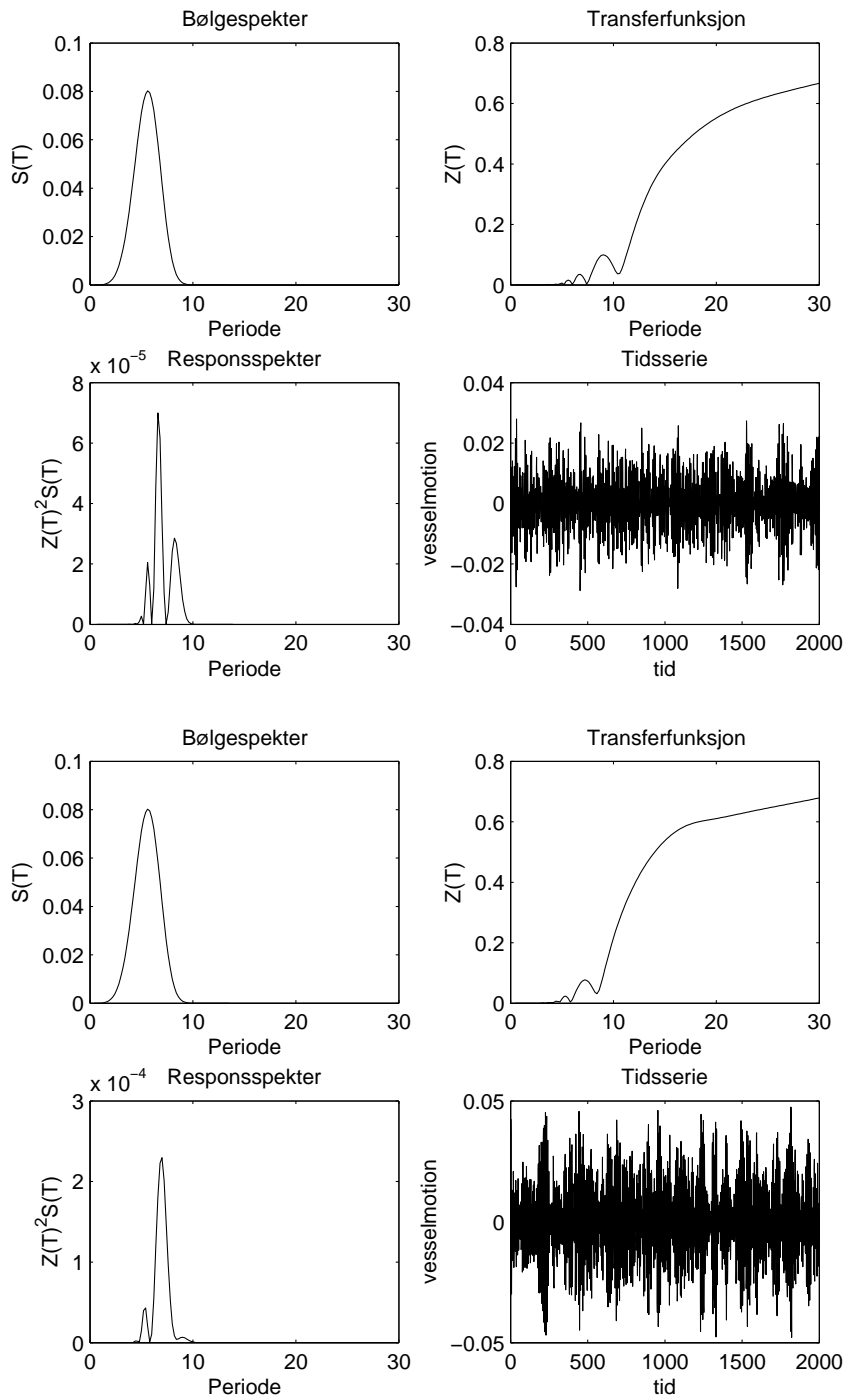 Bølgespekter
0.1
0.08
0.06
0.04
0.02
0
S(T)
0 10 20 30
Periode
Transferfunksjon
0.8
0.6
0.4
0.2
0
Z(T)
0 10 20 30
Periode
x 10^−5
Responsspekter
8
6
4
2
0
Z(T)^2S(T)
0 10 20 30
Periode
Tidsserie
0.04
0.02
0
−0.02
−0.04
vesselmotion
0 500 1000 1500 2000
tid
Bølgespekter
0.1
0.08
0.06
0.04
0.02
0
S(T)
0 10 20 30
Periode
Transferfunksjon
0.8
0.6
0.4
0.2
0
Z(T)
0 10 20 30
Periode
x 10^−4
Responsspekter
3
2
1
0
Z(T)^2S(T)
0 10 20 30
Periode
Tidsserie
0.05
0
−0.05
vesselmotion
0 500 1000 1500 2000
tid